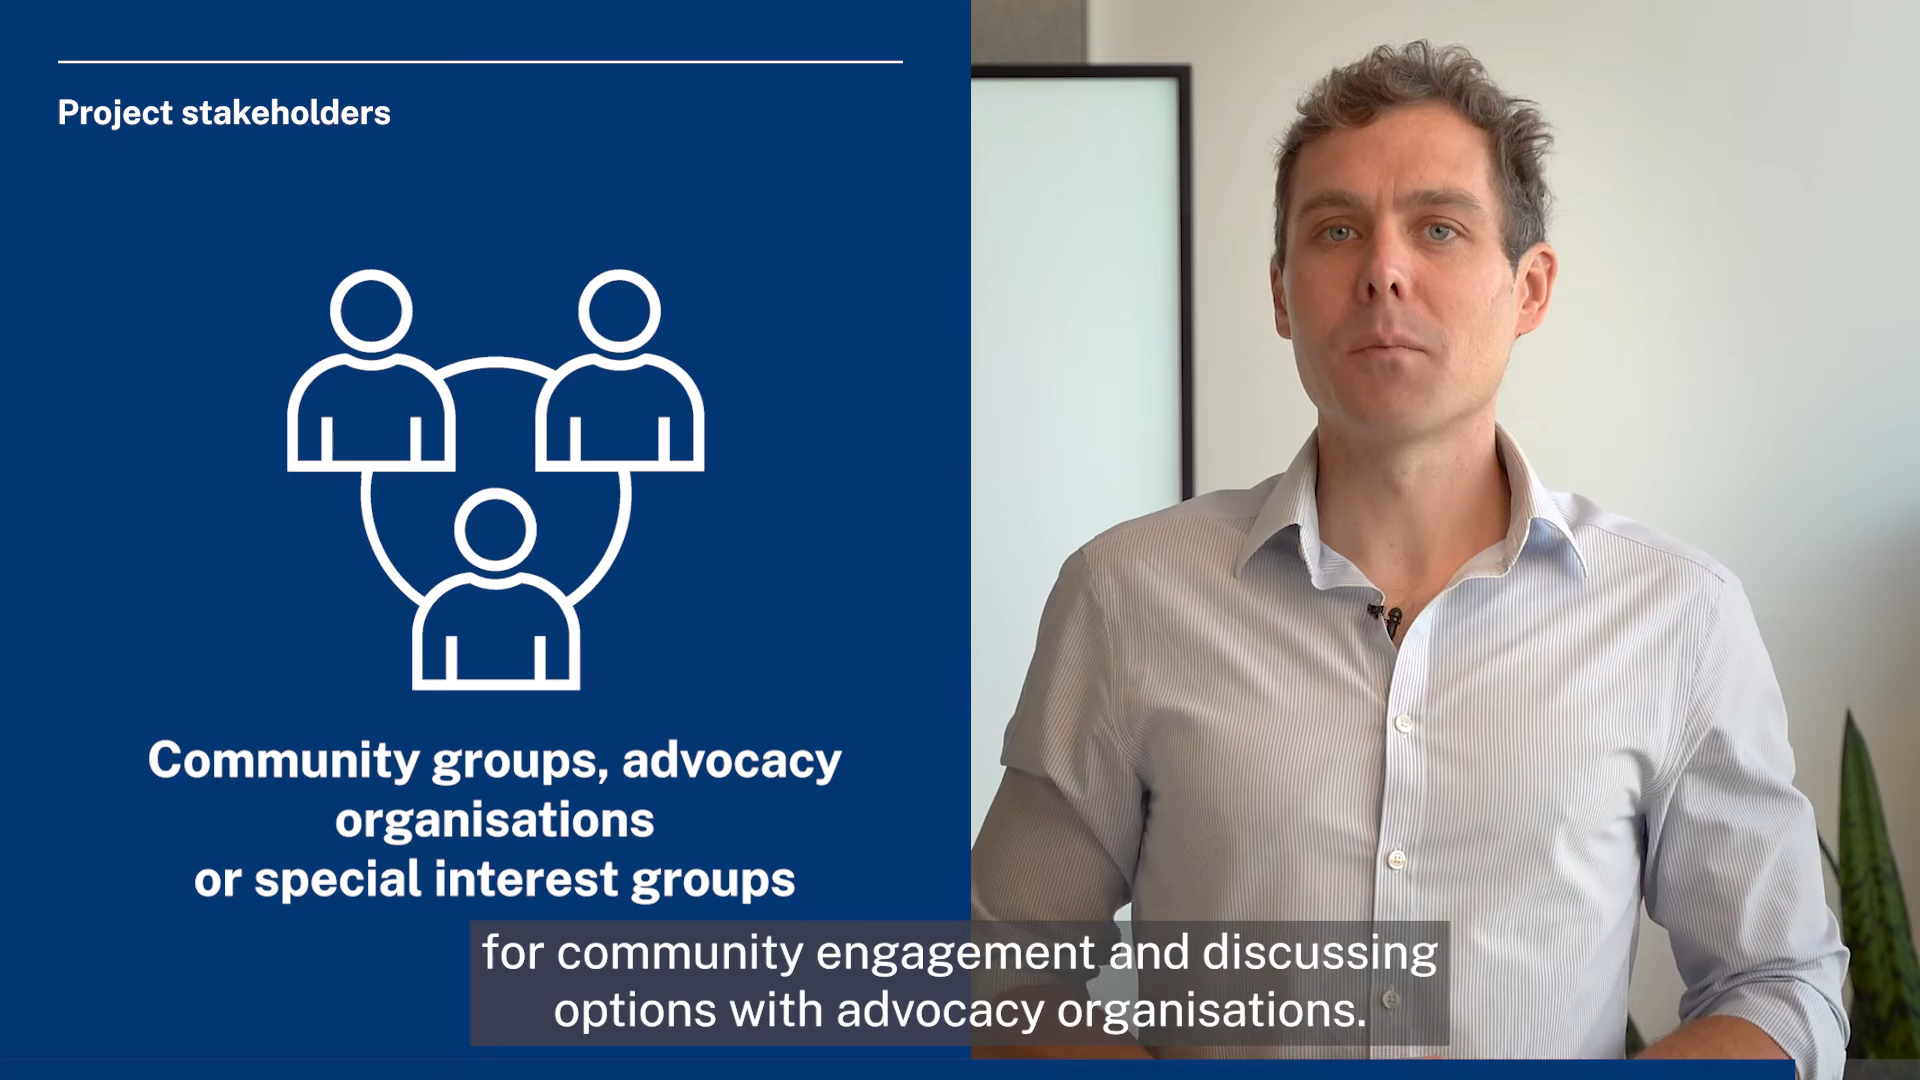 Project stakeholders
Community groups, advocacy
organisations
or special interest groups
for community engagement and discussing
options with advocacy organisations.